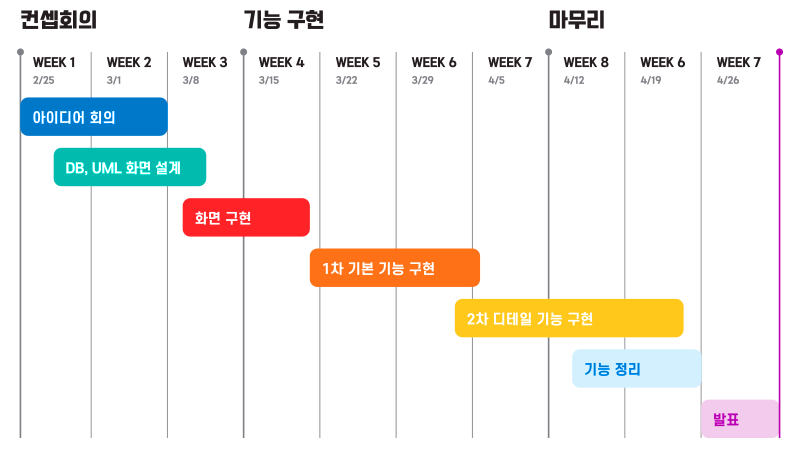 컨셉회의 기능 구현 마무리
WEEK 1 WEEK 2 WEEK 3 WEEK 4 WEEK 5 WEEK 6 WEEK 7 WEEK 8 WEEK 6 WEEK 7
2/25 3/1 3/8 3/15 3/22 3/29 4/5 4/12 4/19 4/26
아이디어 회의
DB, UML 화면 설계
화면 구현
1차 기본 기능 구현
2차 디테일 기능 구현
기능 정리
발표